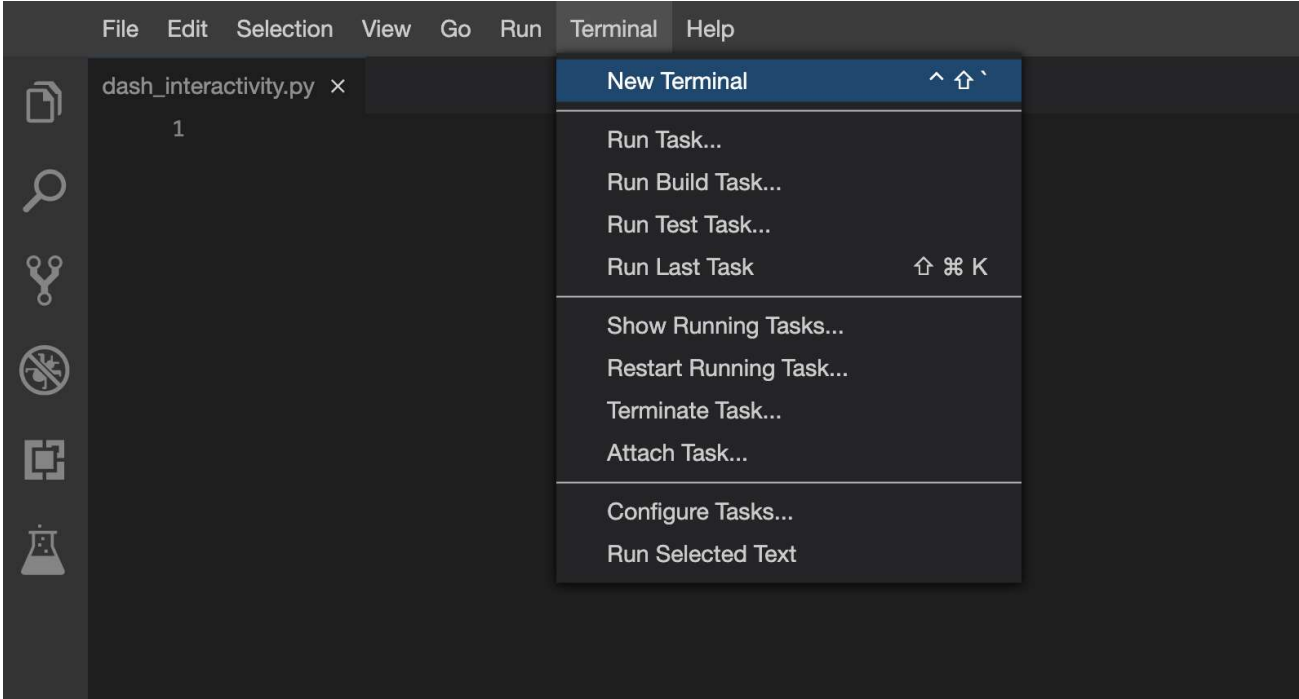 File Edit Selection View Go Run Terminal Help
dash_interactivity.py ×
1
New Terminal ^ ⇧ `
Run Task...
Run Build Task...
Run Test Task...
Run Last Task ⇧ ⌘ K
Show Running Tasks...
Restart Running Task...
Terminate Task...
Attach Task...
Configure Tasks...
Run Selected Text